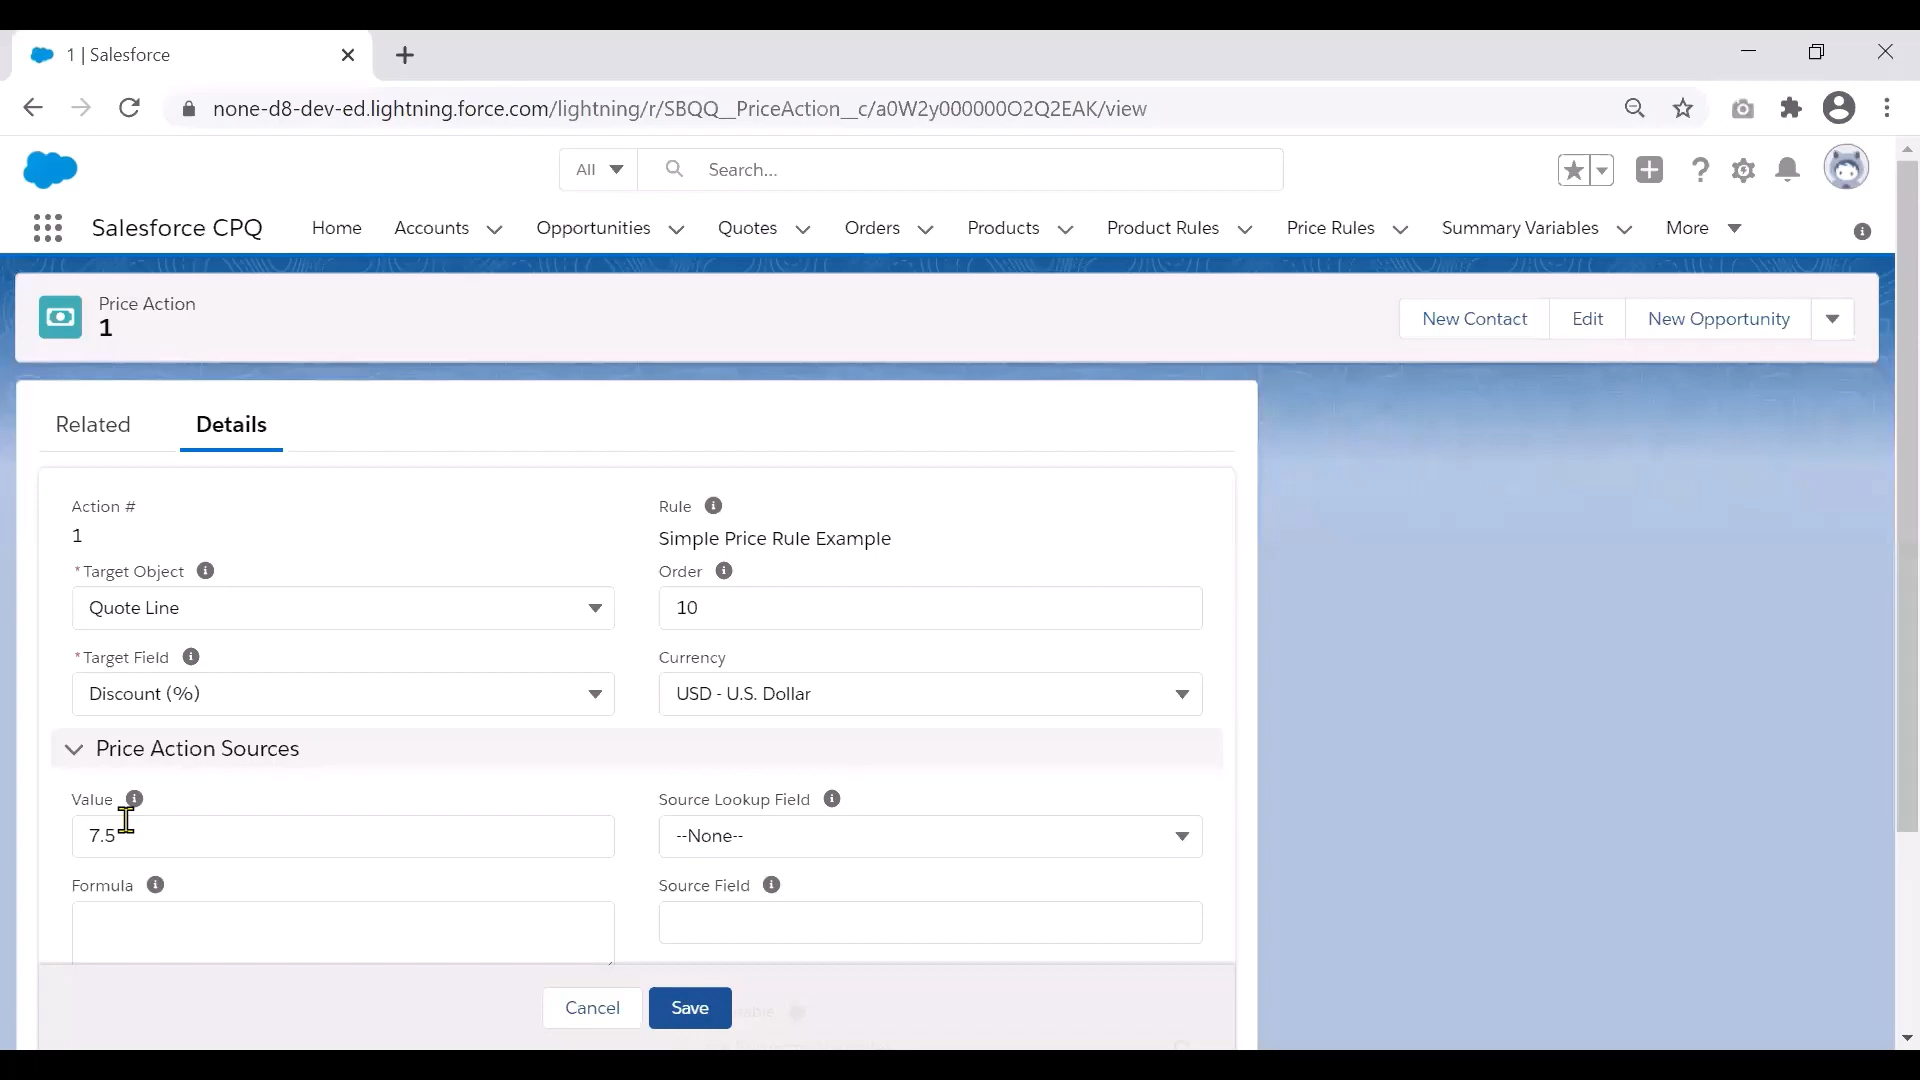 1 | Salesforce
none-d8-dev-ed.lightning.force.com/lightning/r/SBQQ__PriceAction__c/a0W2y000000O2Q2EAK/view
All Search...
Salesforce CPQ Home Accounts Opportunities Quotes Orders Products Product Rules Price Rules Summary Variables More
Price Action
1
New Contact Edit New Opportunity
Related Details
Action # Rule
1 Simple Price Rule Example
*Target Object Order
Quote Line 10
*Target Field Currency
Discount (%) USD - U.S. Dollar
Price Action Sources
Value Source Lookup Field
7.5 --None--
Formula Source Field
Cancel Save